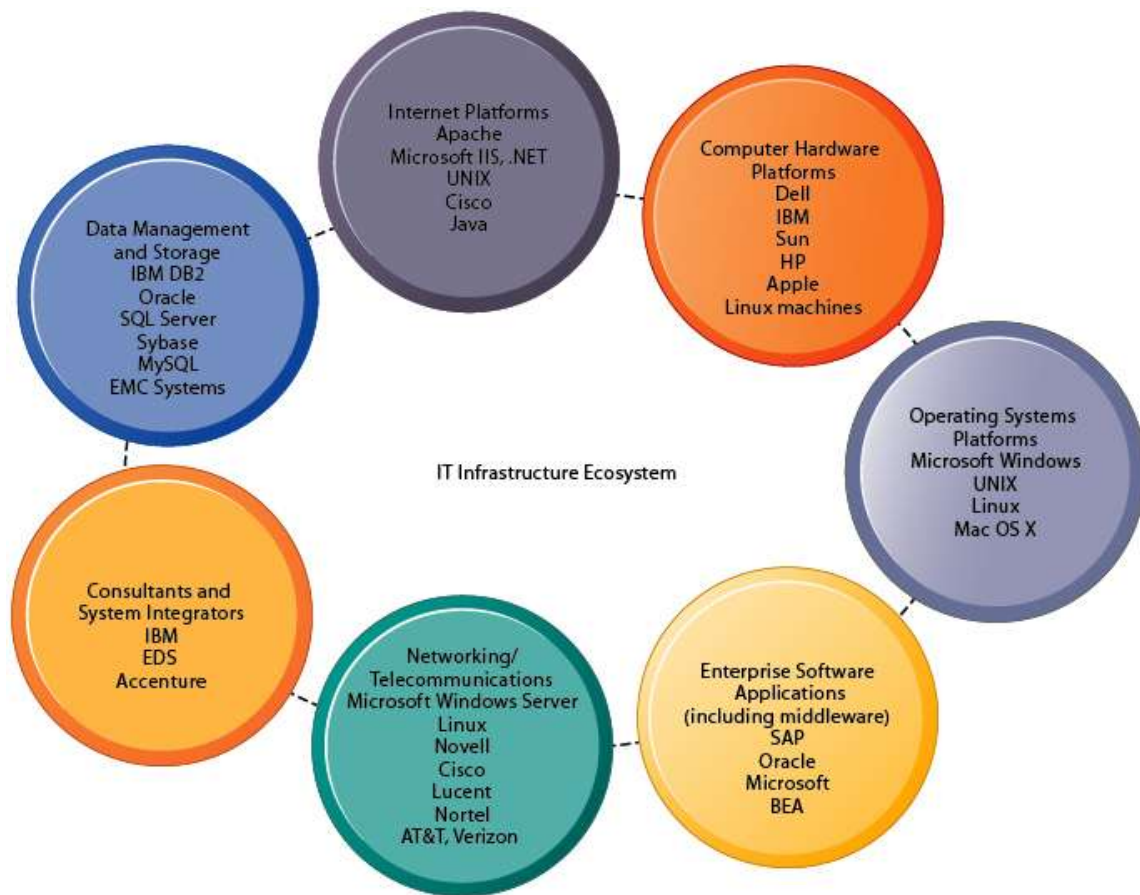 Internet Platforms
Apache
Microsoft IIS, .NET
UNIX
Cisco
Java
Computer Hardware
Platforms
Dell
IBM
Sun
HP
Apple
Linux machines
Data Management
and Storage
IBM DB2
Oracle
SQL Server
Sybase
MySQL
EMC Systems
Operating Systems
Platforms
Microsoft Windows
UNIX
Linux
Mac OS X
IT Infrastructure Ecosystem
Consultants and
System Integrators
IBM
EDS
Accenture
Networking/
Telecommunications
Microsoft Windows Server
Linux
Novell
Cisco
Lucent
Nortel
AT&T, Verizon
Enterprise Software
Applications
(including middleware)
SAP
Oracle
Microsoft
BEA